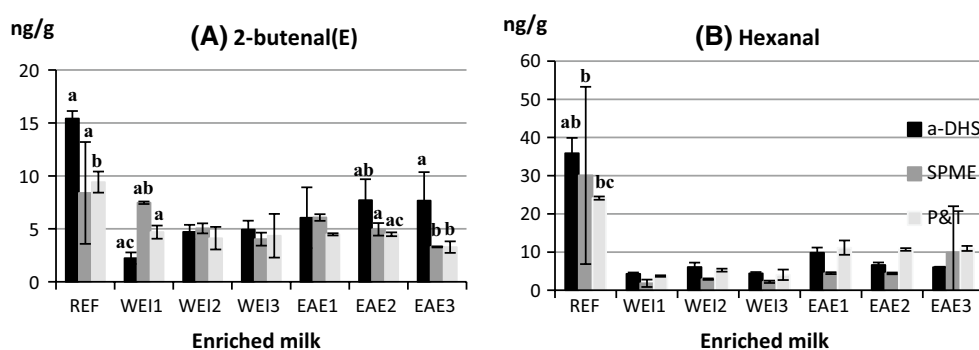 ng/g
(A) 2-butenal(E)
20
15
10
5
0
a
a
b
ac
ab
a
ab
a
ac
a
b b
REF WEI1 WEI2 WEI3 EAE1 EAE2 EAE3
Enriched milk
ng/g
(B) Hexanal
60
50
40
30
20
10
0
b
ab
bc
a-DHS
SPME
P&T
REF WEI1 WEI2 WEI3 EAE1 EAE2 EAE3
Enriched milk